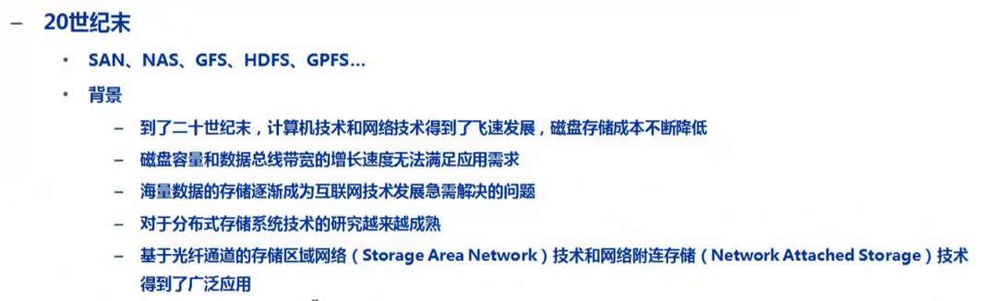 – 20世纪末
• SAN、NAS、GFS、HDFS、GPFS...
• 背景
– 到了二十世纪末，计算机技术和网络技术得到了飞速发展，磁盘存储成本不断降低
– 磁盘容量和数据总线带宽的增长速度无法满足应用需求
– 海量数据的存储逐渐成为互联网技术发展急需解决的问题
– 对于分布式存储系统技术的研究越来越成熟
– 基于光纤通道的存储区域网络（Storage Area Network）技术和网络附连存储（Network Attached Storage）技术
得到了广泛应用